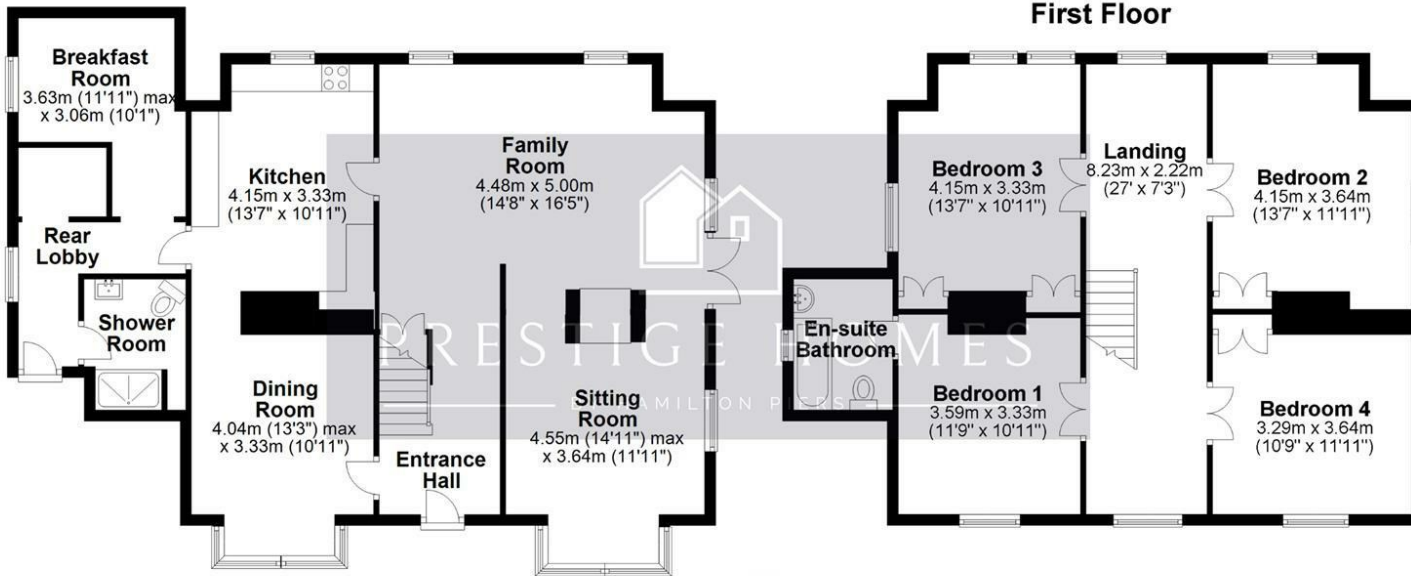 First Floor
Breakfast
Room
3.63m (11'11") max
x 3.06m (10'1")
Kitchen
4.15m x 3.33m
(13'7" x 10'11")
Family
Room
4.48m x 5.00m
(14'8" x 16'5")
Rear
Lobby
Shower
Room
Dining
Room
4.04m (13'3") max
x 3.33m (10'11")
Entrance
Hall
Sitting
Room
4.55m (14'11") max
x 3.64m (11'11")
Bedroom 3
4.15m x 3.33m
(13'7" x 10'11")
Landing
8.23m x 2.22m
(27' x 7'3")
Bedroom 2
4.15m x 3.64m
(13'7" x 11'11")
En-suite
Bathroom
Bedroom 1
3.59m x 3.33m
(11'9" x 10'11")
Bedroom 4
3.29m x 3.64m
(10'9" x 11'11")
PRESTIGE HOMES
HAMILTON PIERS